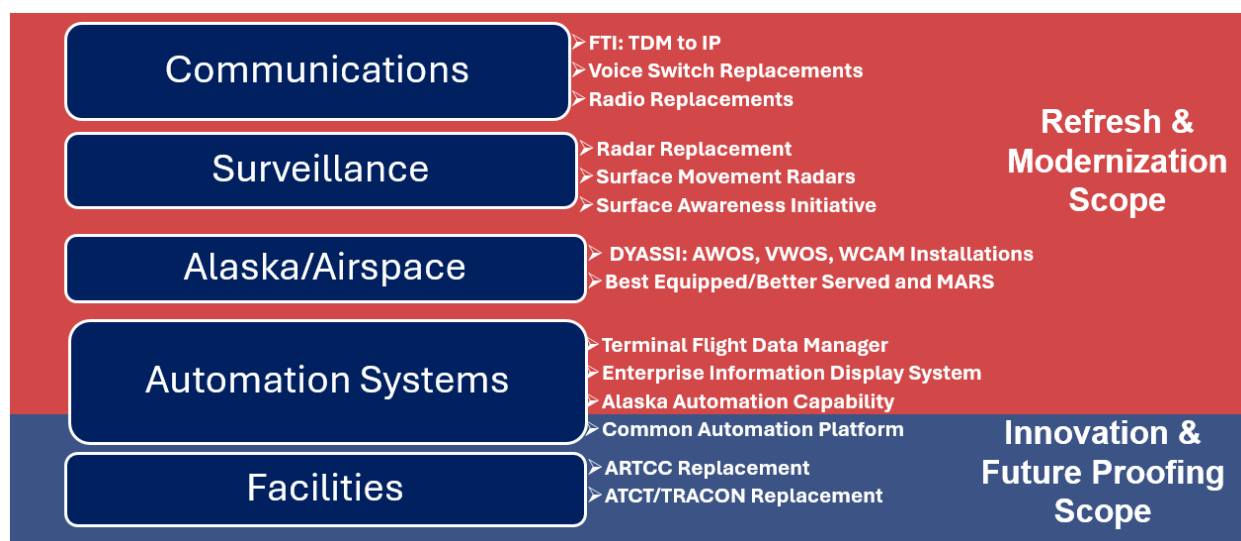 Communications
➢FTI: TDM to IP
➢Voice Switch Replacements
➢Radio Replacements
Surveillance
➢Radar Replacement
➢Surface Movement Radars
➢Surface Awareness Initiative
Refresh &
Modernization
Scope
Alaska/Airspace
➢ DYASSI: AWOS, VWOS, WCAM Installations
➢Best Equipped/Better Served and MARS
Automation Systems
➢Terminal Flight Data Manager
➢Enterprise Information Display System
➢Alaska Automation Capability
➢Common Automation Platform
Facilities
➢ARTCC Replacement
➢ATCT/TRACON Replacement
Innovation &
Future Proofing
Scope